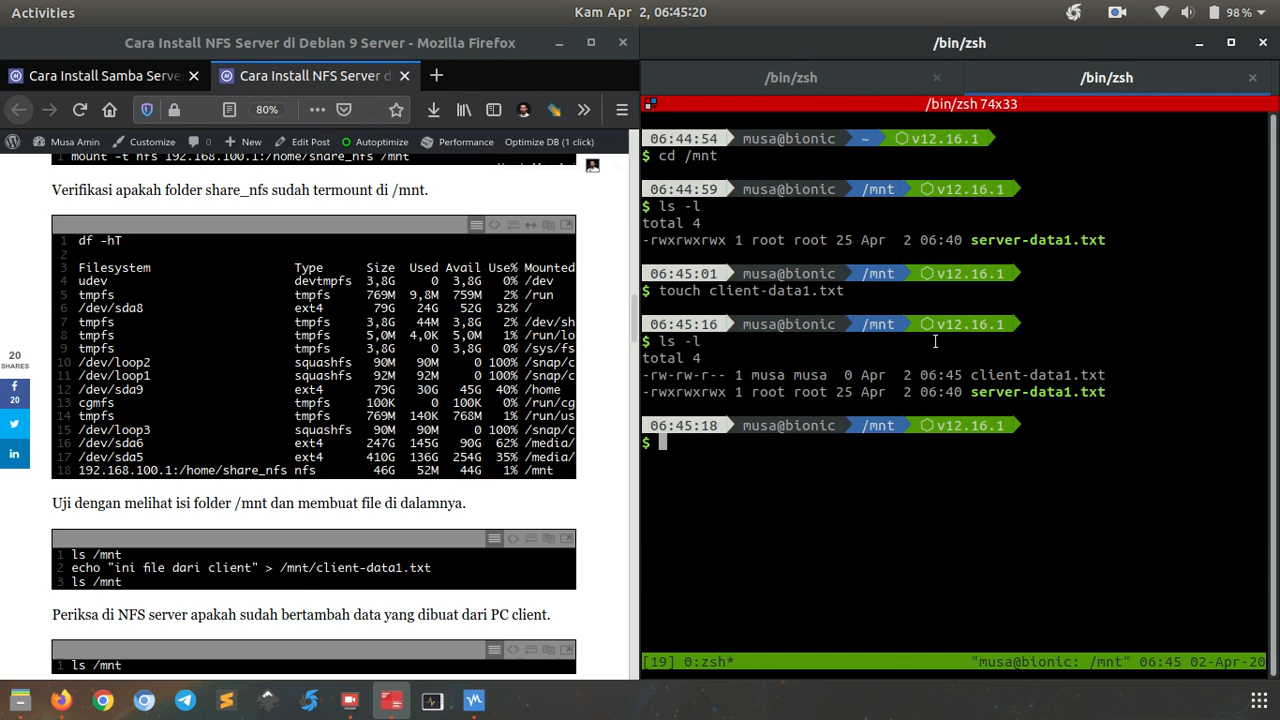 Activities
Kam Apr 2, 06:45:20
98 %
Cara Install NFS Server di Debian 9 Server - Mozilla Firefox
Cara Install Samba Serve
Cara Install NFS Server d
80%
Musa Amin
Customize
0
New
Autoptimize
Performance
Optimize DB (1)
1 mount -t nfs 192.168.100.1:/home/share_nfs /mnt
Verifikasi apakah folder share_nfs sudah termount di /mnt.
1 df -hT
2
3 Filesystem Type Size Used Avail Use% Mounted
4 udev devtmpfs 3,8G 0 3,8G 0% /dev
5 tmpfs tmpfs 769M 9,8M 759M 2% /run
6 /dev/sda8 ext4 79G 24G 52G 32% /
7 tmpfs tmpfs 3,8G 44M 3,8G 2% /dev/sh
8 tmpfs tmpfs 5,0M 4,0K 5,0M 1% /run/lo
9 tmpfs tmpfs 3,8G 0 3,8G 0% /sys/fs
10 /dev/loop2 squashfs 90M 90M 0 100% /snap/c
11 /dev/loop1 squashfs 92M 92M 0 100% /snap/c
12 /dev/sda9 ext4 79G 30G 45G 40% /home
13 cgmfs tmpfs 100K 0 100K 0% /run/cg
14 tmpfs tmpfs 769M 140K 768M 1% /run/us
15 /dev/loop3 squashfs 90M 90M 0 100% /snap/c
16 /dev/sda6 ext4 247G 145G 90G 62% /media/
17 /dev/sda5 ext4 410G 136G 254G 35% /media/
18 192.168.100.1:/home/share_nfs nfs 46G 52M 44G 1% /mnt
Uji dengan melihat isi folder /mnt dan membuat file di dalamnya.
1 ls /mnt
2 echo "ini file dari client" > /mnt/client-data1.txt
3 ls /mnt
Periksa di NFS server apakah sudah bertambah data yang dibuat dari PC client.
1 ls /mnt
20
SHARES
20
/bin/zsh
/bin/zsh
/bin/zsh
/bin/zsh 74x33
06:44:54 musa@bionic ~ v12.16.1
$ cd /mnt
06:44:59 musa@bionic /mnt v12.16.1
$ ls -l
total 4
-rwxrwxrwx 1 root root 25 Apr 2 06:40 server-data1.txt
06:45:01 musa@bionic /mnt v12.16.1
$ touch client-data1.txt
06:45:16 musa@bionic /mnt v12.16.1
$ ls -l
total 4
-rw-rw-r-- 1 musa musa 0 Apr 2 06:45 client-data1.txt
-rwxrwxrwx 1 root root 25 Apr 2 06:40 server-data1.txt
06:45:18 musa@bionic /mnt v12.16.1
$
[19] 0:zsh* "musa@bionic: /mnt" 06:45 02-Apr-20